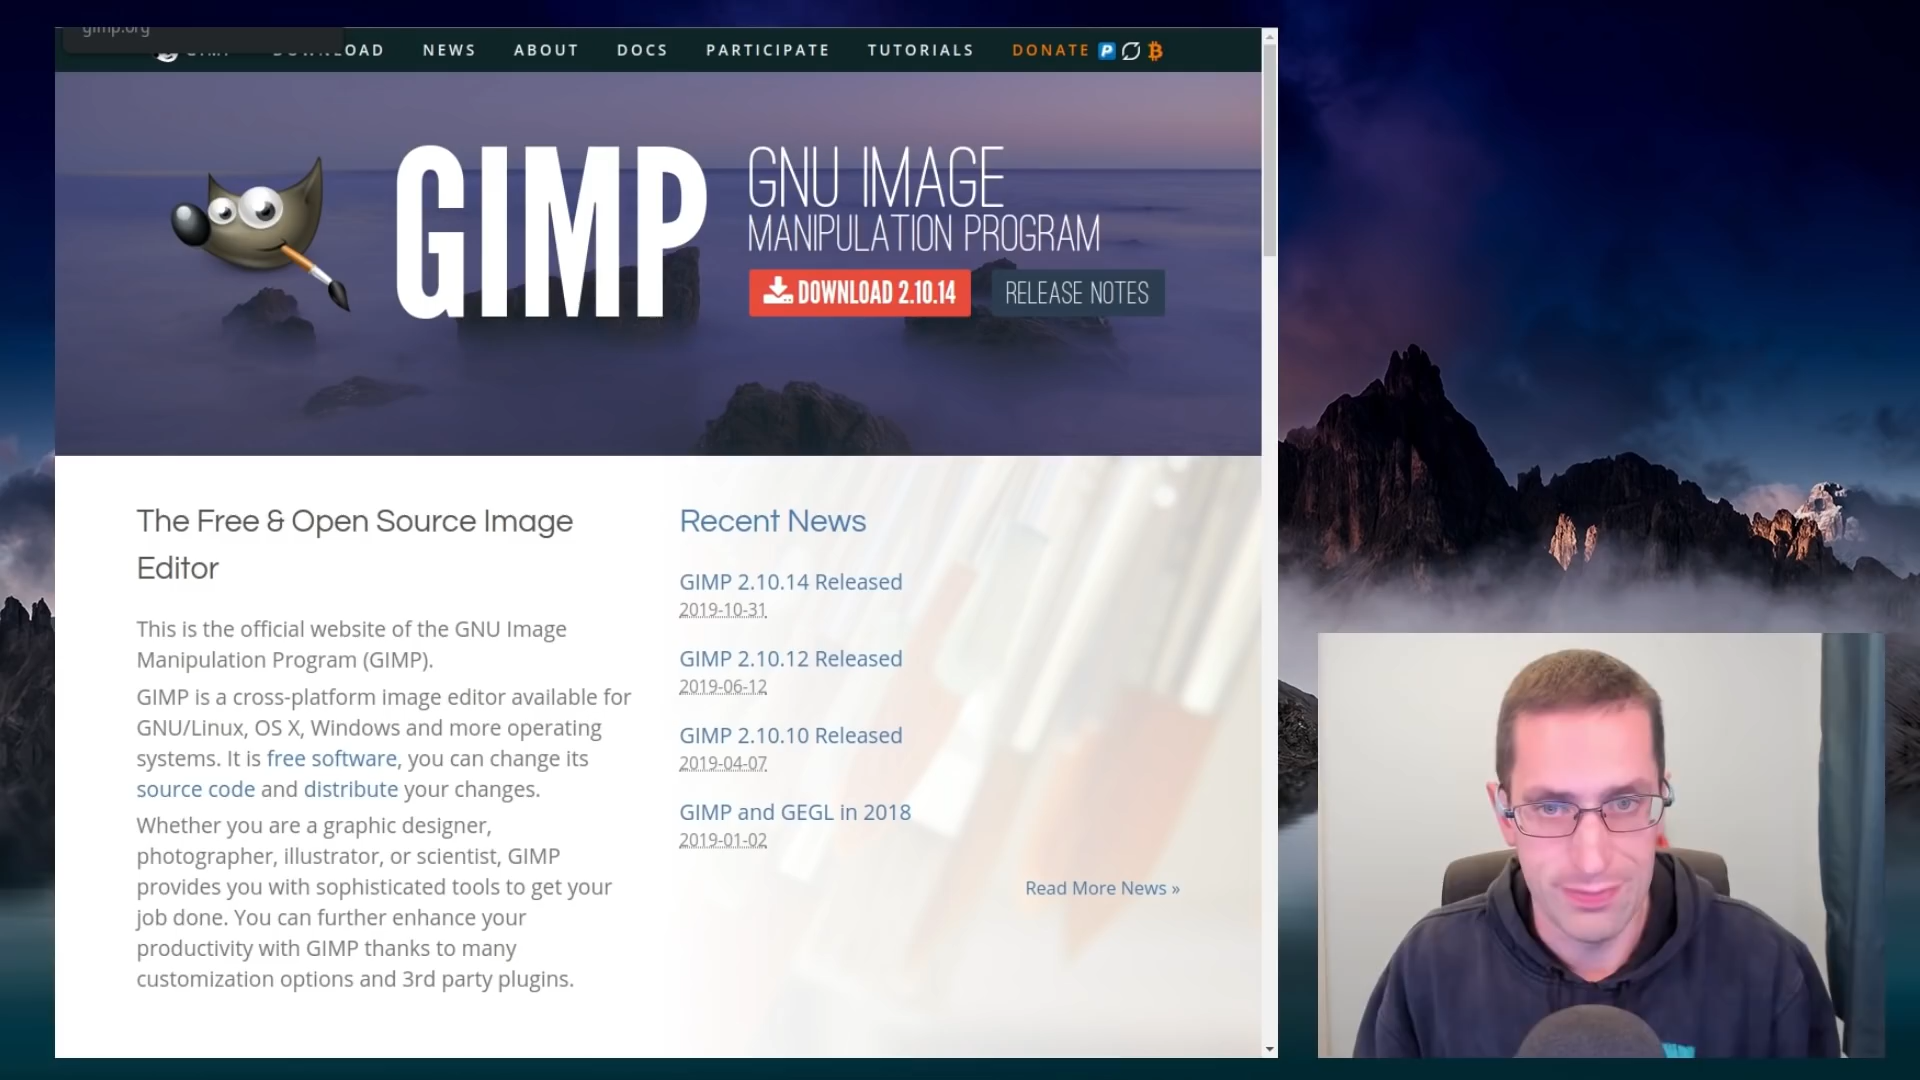 gimp.org
DOWNLOAD NEWS ABOUT DOCS PARTICIPATE TUTORIALS DONATE
GIMP
GNU IMAGE
MANIPULATION PROGRAM
DOWNLOAD 2.10.14 RELEASE NOTES
The Free & Open Source Image
Editor
This is the official website of the GNU Image
Manipulation Program (GIMP).
GIMP is a cross-platform image editor available for
GNU/Linux, OS X, Windows and more operating
systems. It is free software, you can change its
source code and distribute your changes.
Whether you are a graphic designer,
photographer, illustrator, or scientist, GIMP
provides you with sophisticated tools to get your
job done. You can further enhance your
productivity with GIMP thanks to many
customization options and 3rd party plugins.
Recent News
GIMP 2.10.14 Released
2019-10-31
GIMP 2.10.12 Released
2019-06-12
GIMP 2.10.10 Released
2019-04-07
GIMP and GEGL in 2018
2019-01-02
Read More News »